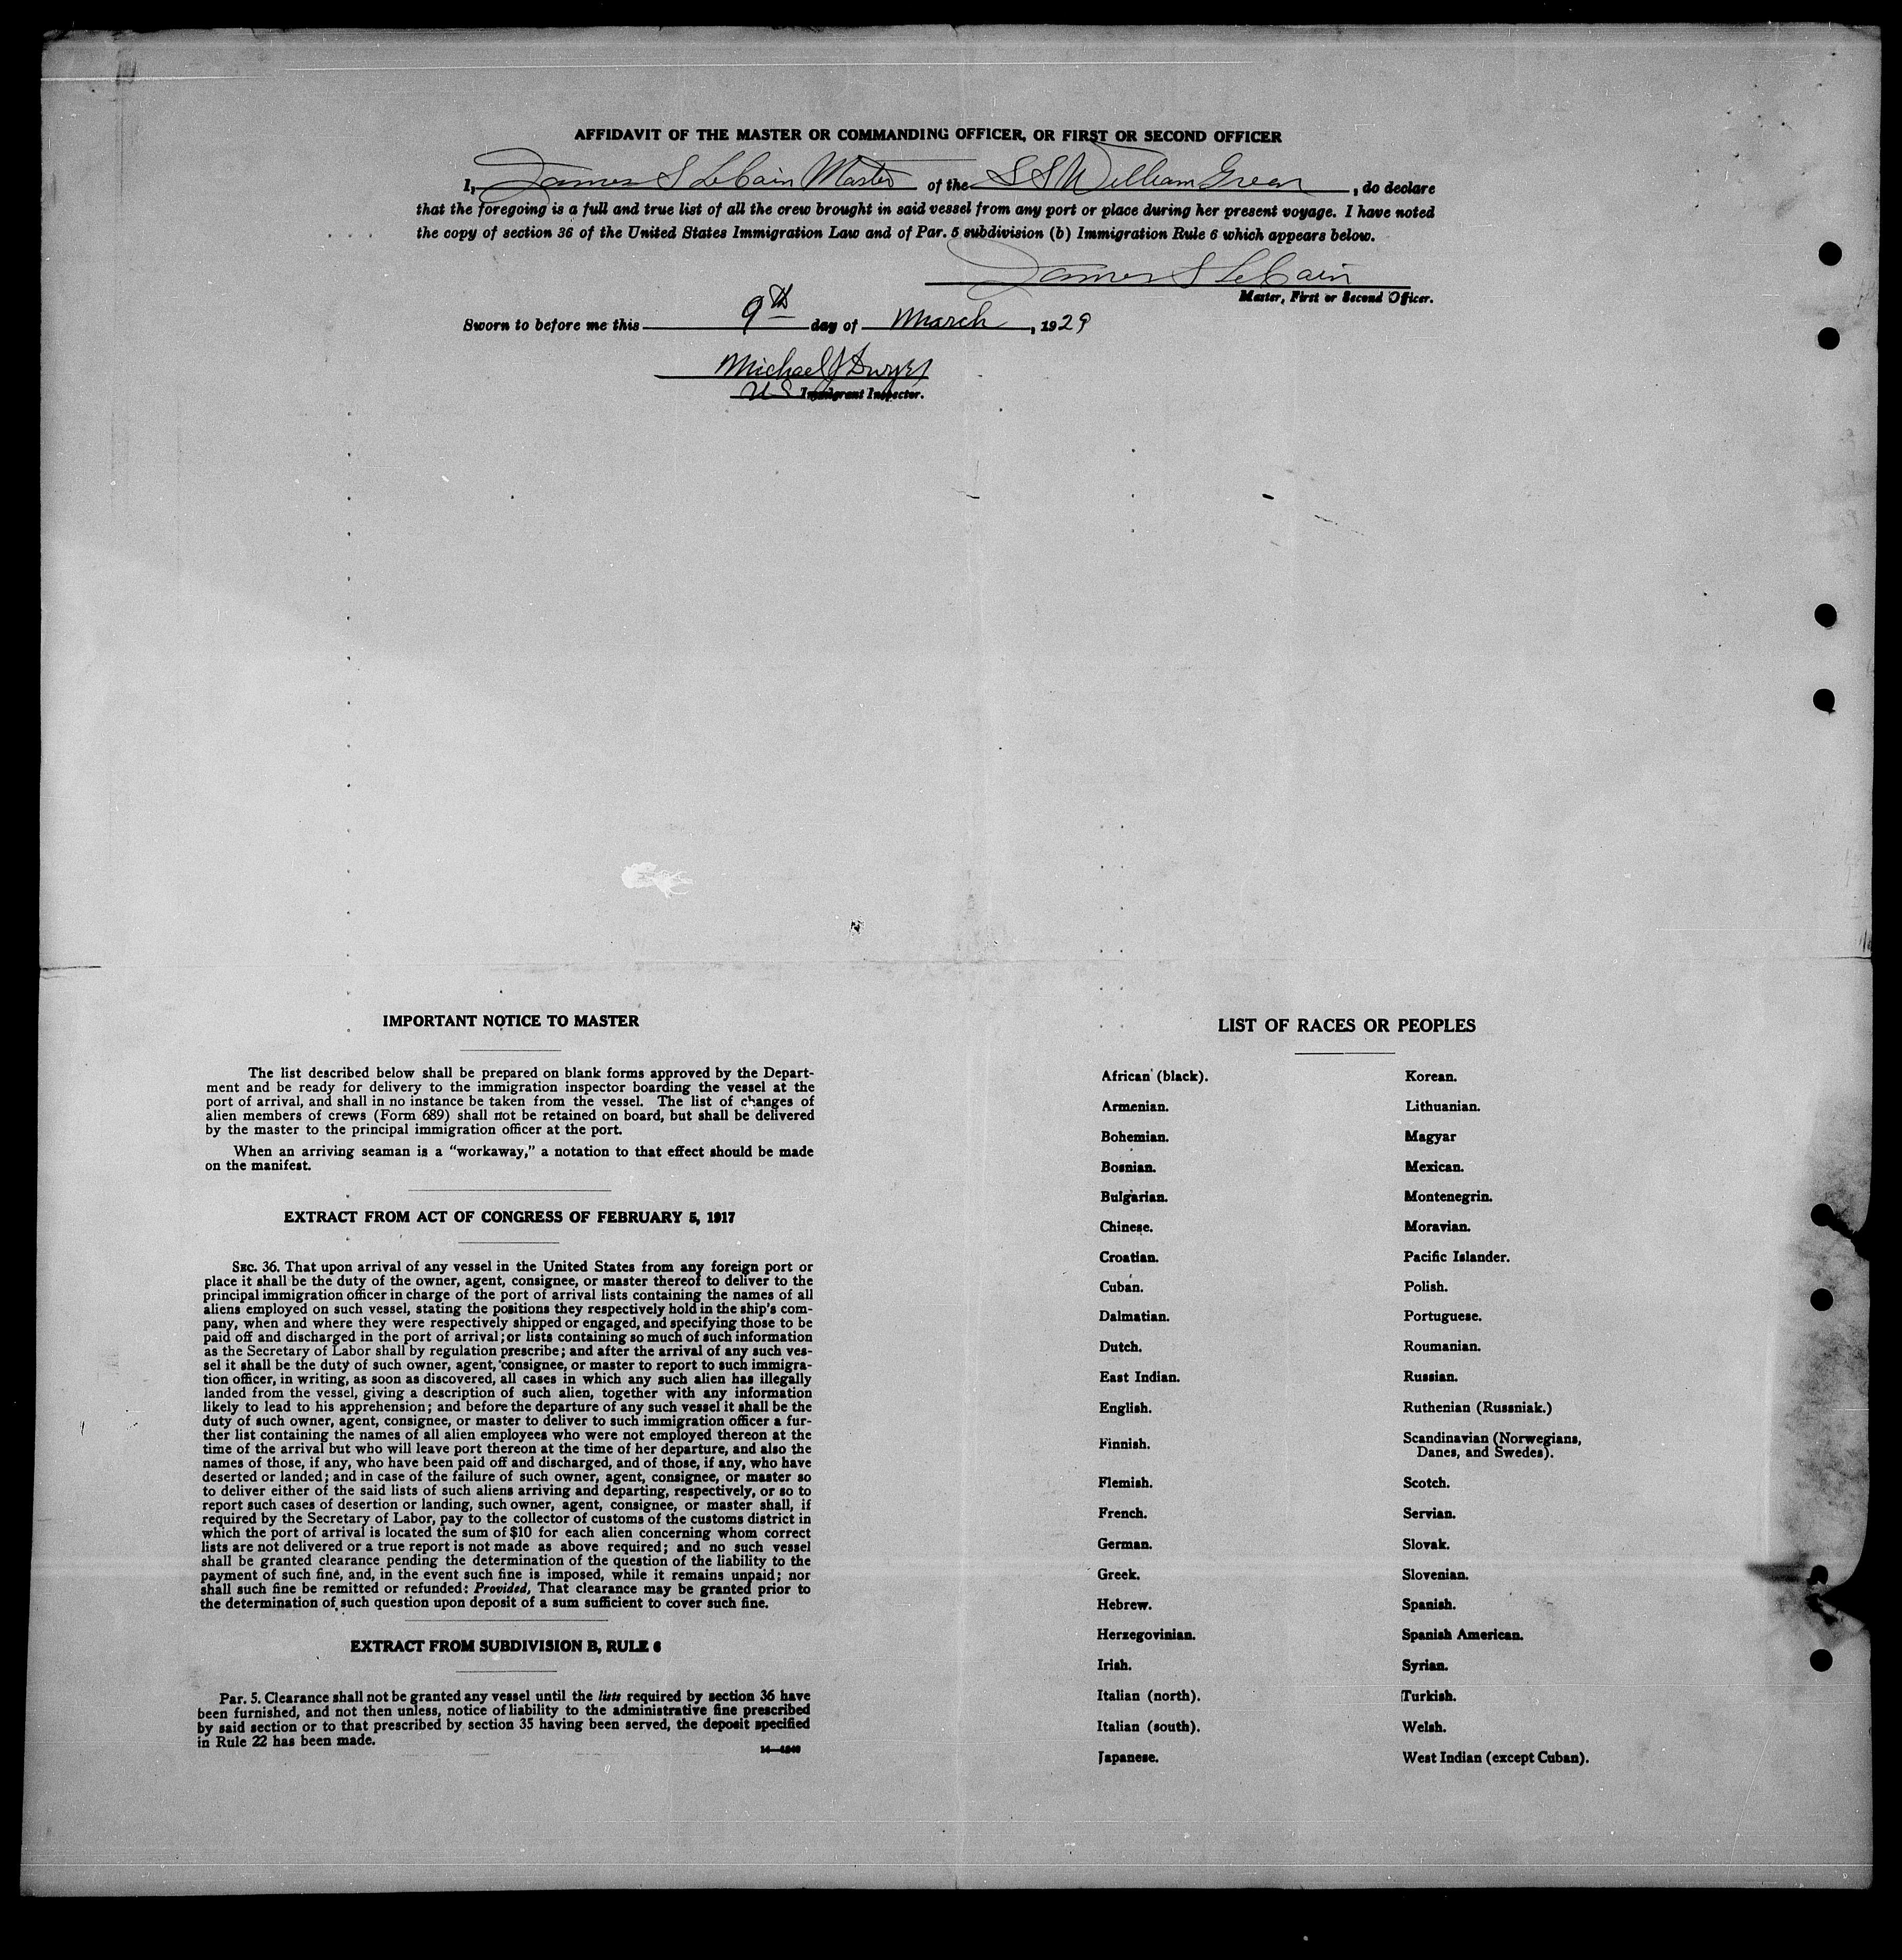 AFFIDAVIT OF THE MASTER OR COMMANDING OFFICER, OR FIRST OR SECOND OFFICER
I, James S LeCain Master of the SS William Green, do declare
that the foregoing is a full and true list of all the crew brought in said vessel from any port or place during her present voyage. I have noted
the copy of section 36 of the United States Immigration Law and of Par. 5 subdivision (b) Immigration Rule 6 which appears below.
James S LeCain
Master, First or Second Officer.
Sworn to before me this 9th day of March, 1929
Michael J Dwyer
US Immigrant Inspector.
IMPORTANT NOTICE TO MASTER
The list described below shall be prepared on blank forms approved by the Depart-
ment and be ready for delivery to the immigration inspector boarding the vessel at the
port of arrival, and shall in no instance be taken from the vessel. The list of changes of
alien members of crews (Form 689) shall not be retained on board, but shall be delivered
by the master to the principal immigration officer at the port.
When an arriving seaman is a "workaway," a notation to that effect should be made
on the manifest.
EXTRACT FROM ACT OF CONGRESS OF FEBRUARY 5, 1917
SEC. 36. That upon arrival of any vessel in the United States from any foreign port or
place it shall be the duty of the owner, agent, consignee, or master thereof to deliver to the
principal immigration officer in charge of the port of arrival lists containing the names of all
aliens employed on such vessel, stating the positions they respectively hold in the ship's com-
pany, when and where they were respectively shipped or engaged, and specifying those to be
paid off and discharged in the port of arrival; or lists containing so much of such information
as the Secretary of Labor shall by regulation prescribe; and after the arrival of any such ves-
sel it shall be the duty of such owner, agent, consignee, or master to report to such immigra-
tion officer, in writing, as soon as discovered, all cases in which any such alien has illegally
landed from the vessel, giving a description of such alien, together with any information
likely to lead to his apprehension; and before the departure of any such vessel it shall be the
duty of such owner, agent, consignee, or master to deliver to such immigration officer a fur-
ther list containing the names of all alien employees who were not employed thereon at the
time of the arrival but who will leave port thereon at the time of her departure, and also the
names of those, if any, who have been paid off and discharged, and of those, if any, who have
deserted or landed; and in case of the failure of such owner, agent, consignee, or master so
to deliver either of the said lists of such aliens arriving and departing, respectively, or so to
report such cases of desertion or landing, such owner, agent, consignee, or master shall, if
required by the Secretary of Labor, pay to the collector of customs of the customs district in
which the port of arrival is located the sum of $10 for each alien concerning whom correct
lists are not delivered or a true report is not made as above required; and no such vessel
shall be granted clearance pending the determination of the question of the liability to the
payment of such fine, and, in the event such fine is imposed, while it remains unpaid; nor
shall such fine be remitted or refunded: Provided, That clearance may be granted prior to
the determination of such question upon deposit of a sum sufficient to cover such fine.
EXTRACT FROM SUBDIVISION B, RULE 6
Par. 5. Clearance shall not be granted any vessel until the lists required by section 36 have
been furnished, and not then unless, notice of liability to the administrative fine prescribed
by said section or to that prescribed by section 35 having been served, the deposit specified
in Rule 22 has been made.
LIST OF RACES OR PEOPLES
African (black).
Armenian.
Bohemian.
Bosnian.
Bulgarian.
Chinese.
Croatian.
Cuban.
Dalmatian.
Dutch.
East Indian.
English.
Finnish.
Flemish.
French.
German.
Greek.
Hebrew.
Herzegovinian.
Irish.
Italian (north).
Italian (south).
Japanese.
Korean.
Lithuanian.
Magyar
Mexican.
Montenegrin.
Moravian.
Pacific Islander.
Polish.
Portuguese.
Roumanian.
Russian.
Ruthenian (Russniak.)
Scandinavian (Norwegians,
Danes, and Swedes).
Scotch.
Servian.
Slovak.
Slovenian.
Spanish.
Spanish American.
Syrian.
Turkish.
Welsh.
West Indian (except Cuban).